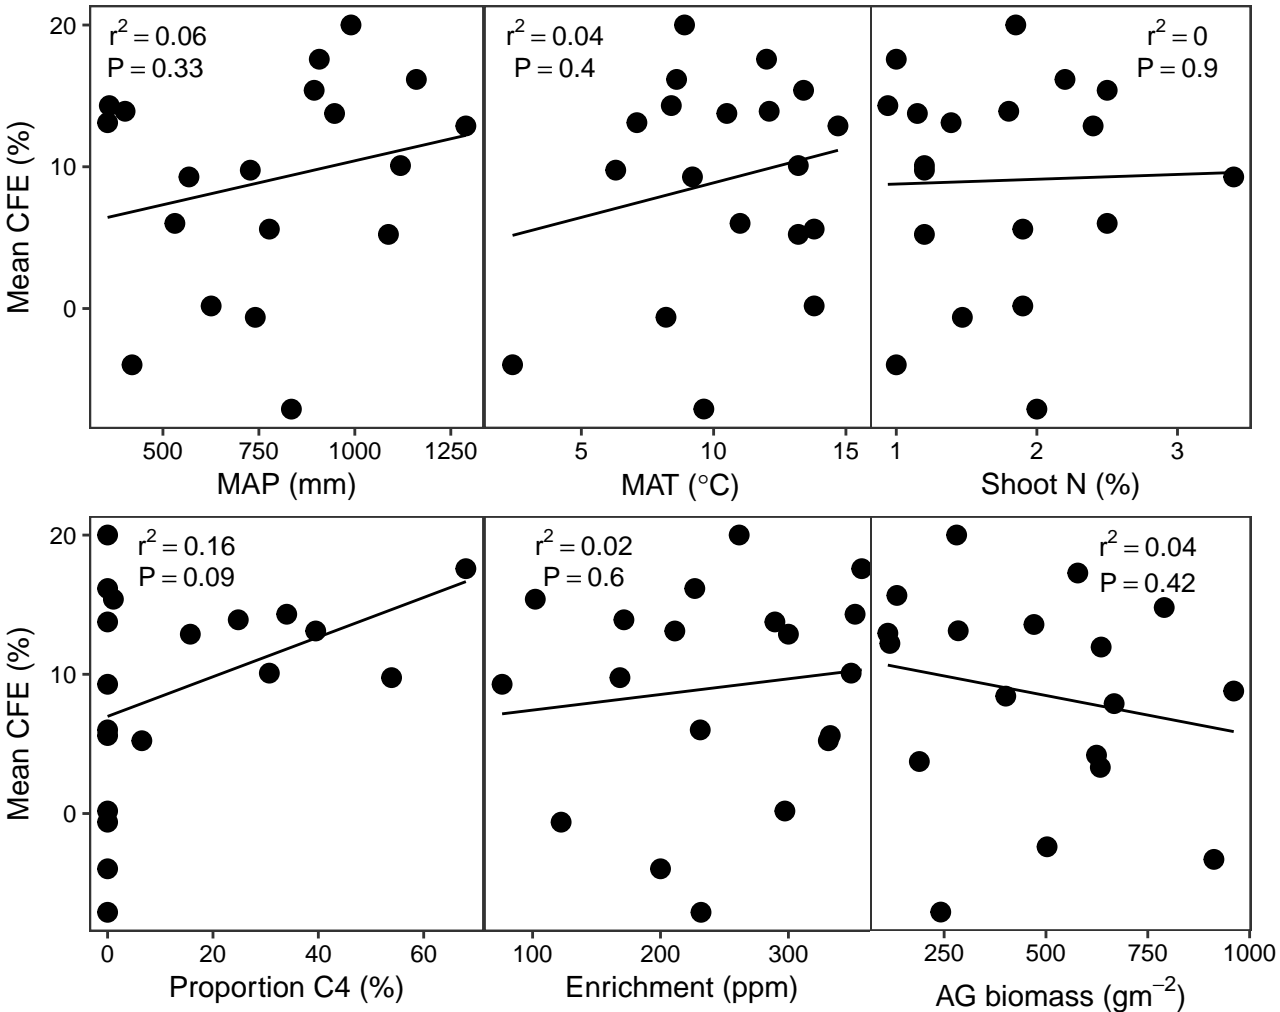 20
10
0
Mean CFE (%)
r² = 0.06
P = 0.33
500 750 1000 1250
MAP (mm)
r² = 0.04
P = 0.4
5 10 15
MAT (°C)
r² = 0
P = 0.9
1 2 3
Shoot N (%)
20
10
0
Mean CFE (%)
r² = 0.16
P = 0.09
0 20 40 60
Proportion C4 (%)
r² = 0.02
P = 0.6
100 200 300
Enrichment (ppm)
r² = 0.04
P = 0.42
250 500 750 1000
AG biomass (gm⁻²)